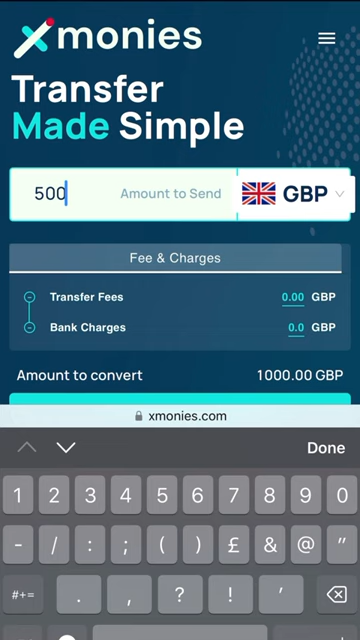 xmonies
Transfer
Made Simple
500 Amount to Send GBP
Fee & Charges
Transfer Fees 0.00 GBP
Bank Charges 0.0 GBP
Amount to convert 1000.00 GBP
xmonies.com
Done
1 2 3 4 5 6 7 8 9 0
- / : ; ( ) £ & @ "
#+= . , ? ! '